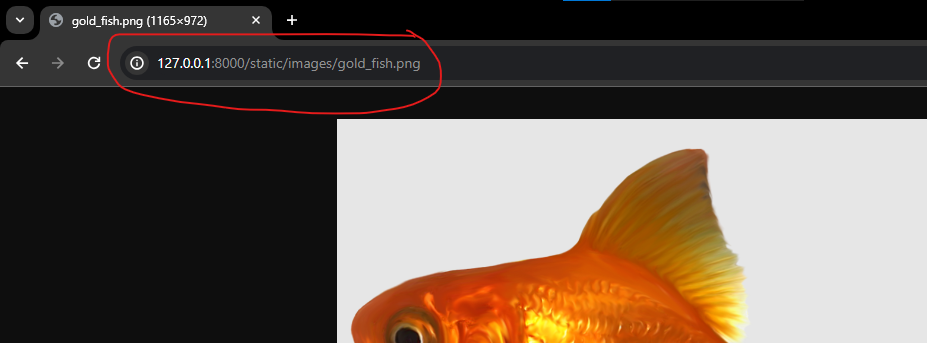 gold_fish.png (1165×972)
127.0.0.1:8000/static/images/gold_fish.png